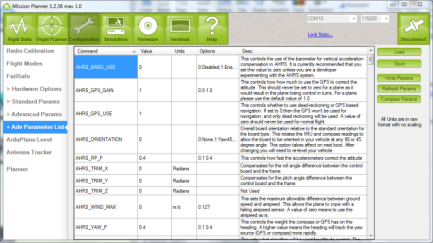 Mission Planner 1.2.36 mav 1.0
Flight Data
Flight Planner
Configuration
Simulation
Firmware
Terminal
Help
COM10
115200
Link Stats...
Disconnect
Radio Calibration
Flight Modes
FailSafe
> Hardware Options
> Standard Params
> Advanced Params
Adv Parameter List
ArduPlane Level
Antenna Tracker
Planner
Command
Value
Units
Options
Desc
AHRS_BARO_USE
0
0:Disabled,1:Ena
This controls the use of the barometer for vertical acceleration
compensation in AHRS. It is currently recommended that you
set this value to zero unless you are a developer
experimenting with the AHRS system.
AHRS_GPS_GAIN
1
0.0 1.0
This controls how how much to use the GPS to correct the
attitude. This should never be set to zero for a plane as it
would result in the plane losing control in turns. For a plane
please use the default value of 1.0.
AHRS_GPS_USE
This controls whether to use dead-reckoning or GPS based
navigation. If set to 0 then the GPS won't be used for
navigation, and only dead reckoning will be used. A value of
zero should never be used for normal flight.
AHRS_ORIENTATION
0
0:None,1:Yaw45,
Overall board orientation relative to the standard orientation for
the board type. This rotates the IMU and compass readings to
allow the board to be oriented in your vehicle at any 90 or 45
degree angle. This option takes affect on next boot. After
changing you will need to re-level your vehicle.
AHRS_RP_P
0.4
0.1 0.4
This controls how fast the accelerometers correct the attitude
AHRS_TRIM_X
0
Radians
Compensates for the roll angle difference between the control
board and the frame
AHRS_TRIM_Y
0
Radians
Compensates for the pitch angle difference between the
control board and the frame
AHRS_TRIM_Z
0
Radians
Not Used
AHRS_WIND_MAX
0
m/s
0 127
This sets the maximum allowable difference between ground
speed and airspeed. This allows the plane to cope with a
failing airspeed sensor. A value of zero means to use the
airspeed as is.
AHRS_YAW_P
0.4
0.1 0.4
This controls the weight the compass or GPS has on the
heading. A higher value means the heading will track the yaw
source (GPS or compass) more rapidly.
Load
Save
Write Params
Refresh Params
Compare Params
All Units are in raw
format with no scaling